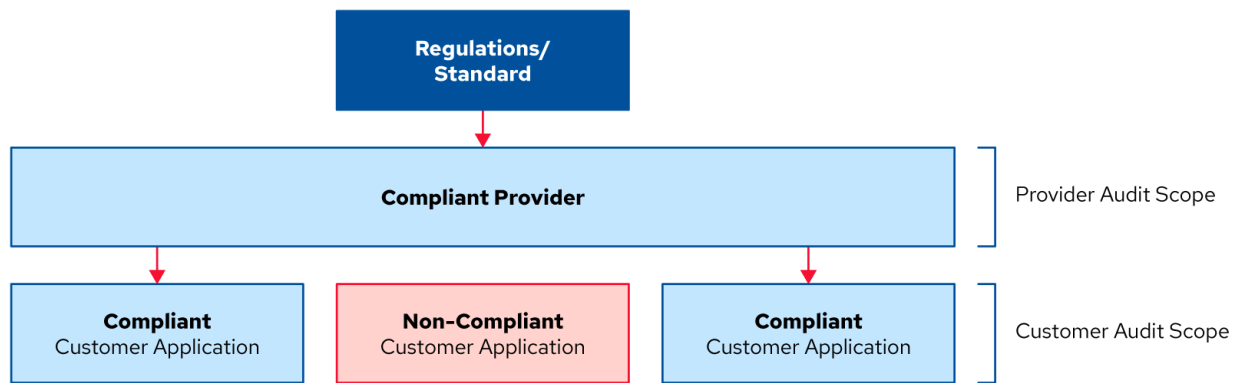 Regulations/
Standard
Compliant Provider
Provider Audit Scope
Compliant
Customer Application
Non-Compliant
Customer Application
Compliant
Customer Application
Customer Audit Scope